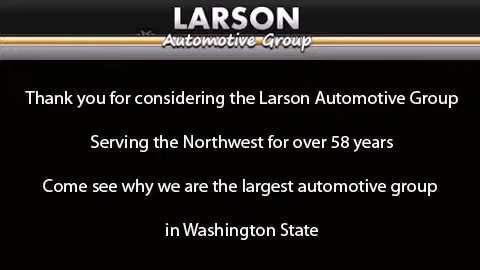 LARSON
Automotive Group
Thank you for considering the Larson Automotive Group
Serving the Northwest for over 58 years
Come see why we are the largest automotive group
in Washington State